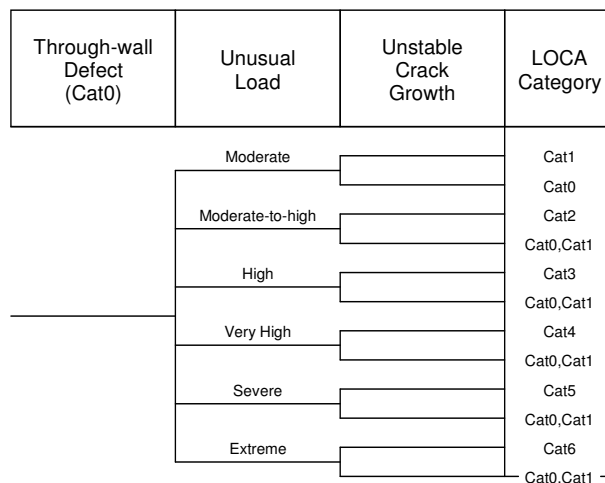 Through-wall
Defect
(Cat0)
Unusual
Load
Unstable
Crack
Growth
LOCA
Category
Moderate
Cat1
Cat0
Moderate-to-high
Cat2
Cat0,Cat1
High
Cat3
Cat0,Cat1
Very High
Cat4
Cat0,Cat1
Severe
Cat5
Cat0,Cat1
Extreme
Cat6
Cat0,Cat1